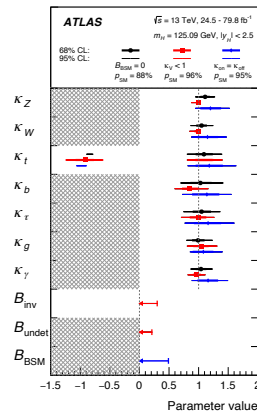 ATLAS
√s = 13 TeV, 24.5 - 79.8 fb⁻¹
m_H = 125.09 GeV, |y_H| < 2.5
68% CL:
95% CL:
B_BSM = 0 κ_V < 1 κ_on = κ_off
p_SM = 88% p_SM = 96% p_SM = 95%
κ_Z
κ_W
κ_t
κ_b
κ_τ
κ_g
κ_γ
B_inv
B_undet
B_BSM
−1.5 −1 −0.5 0 0.5 1 1.5 2
Parameter value